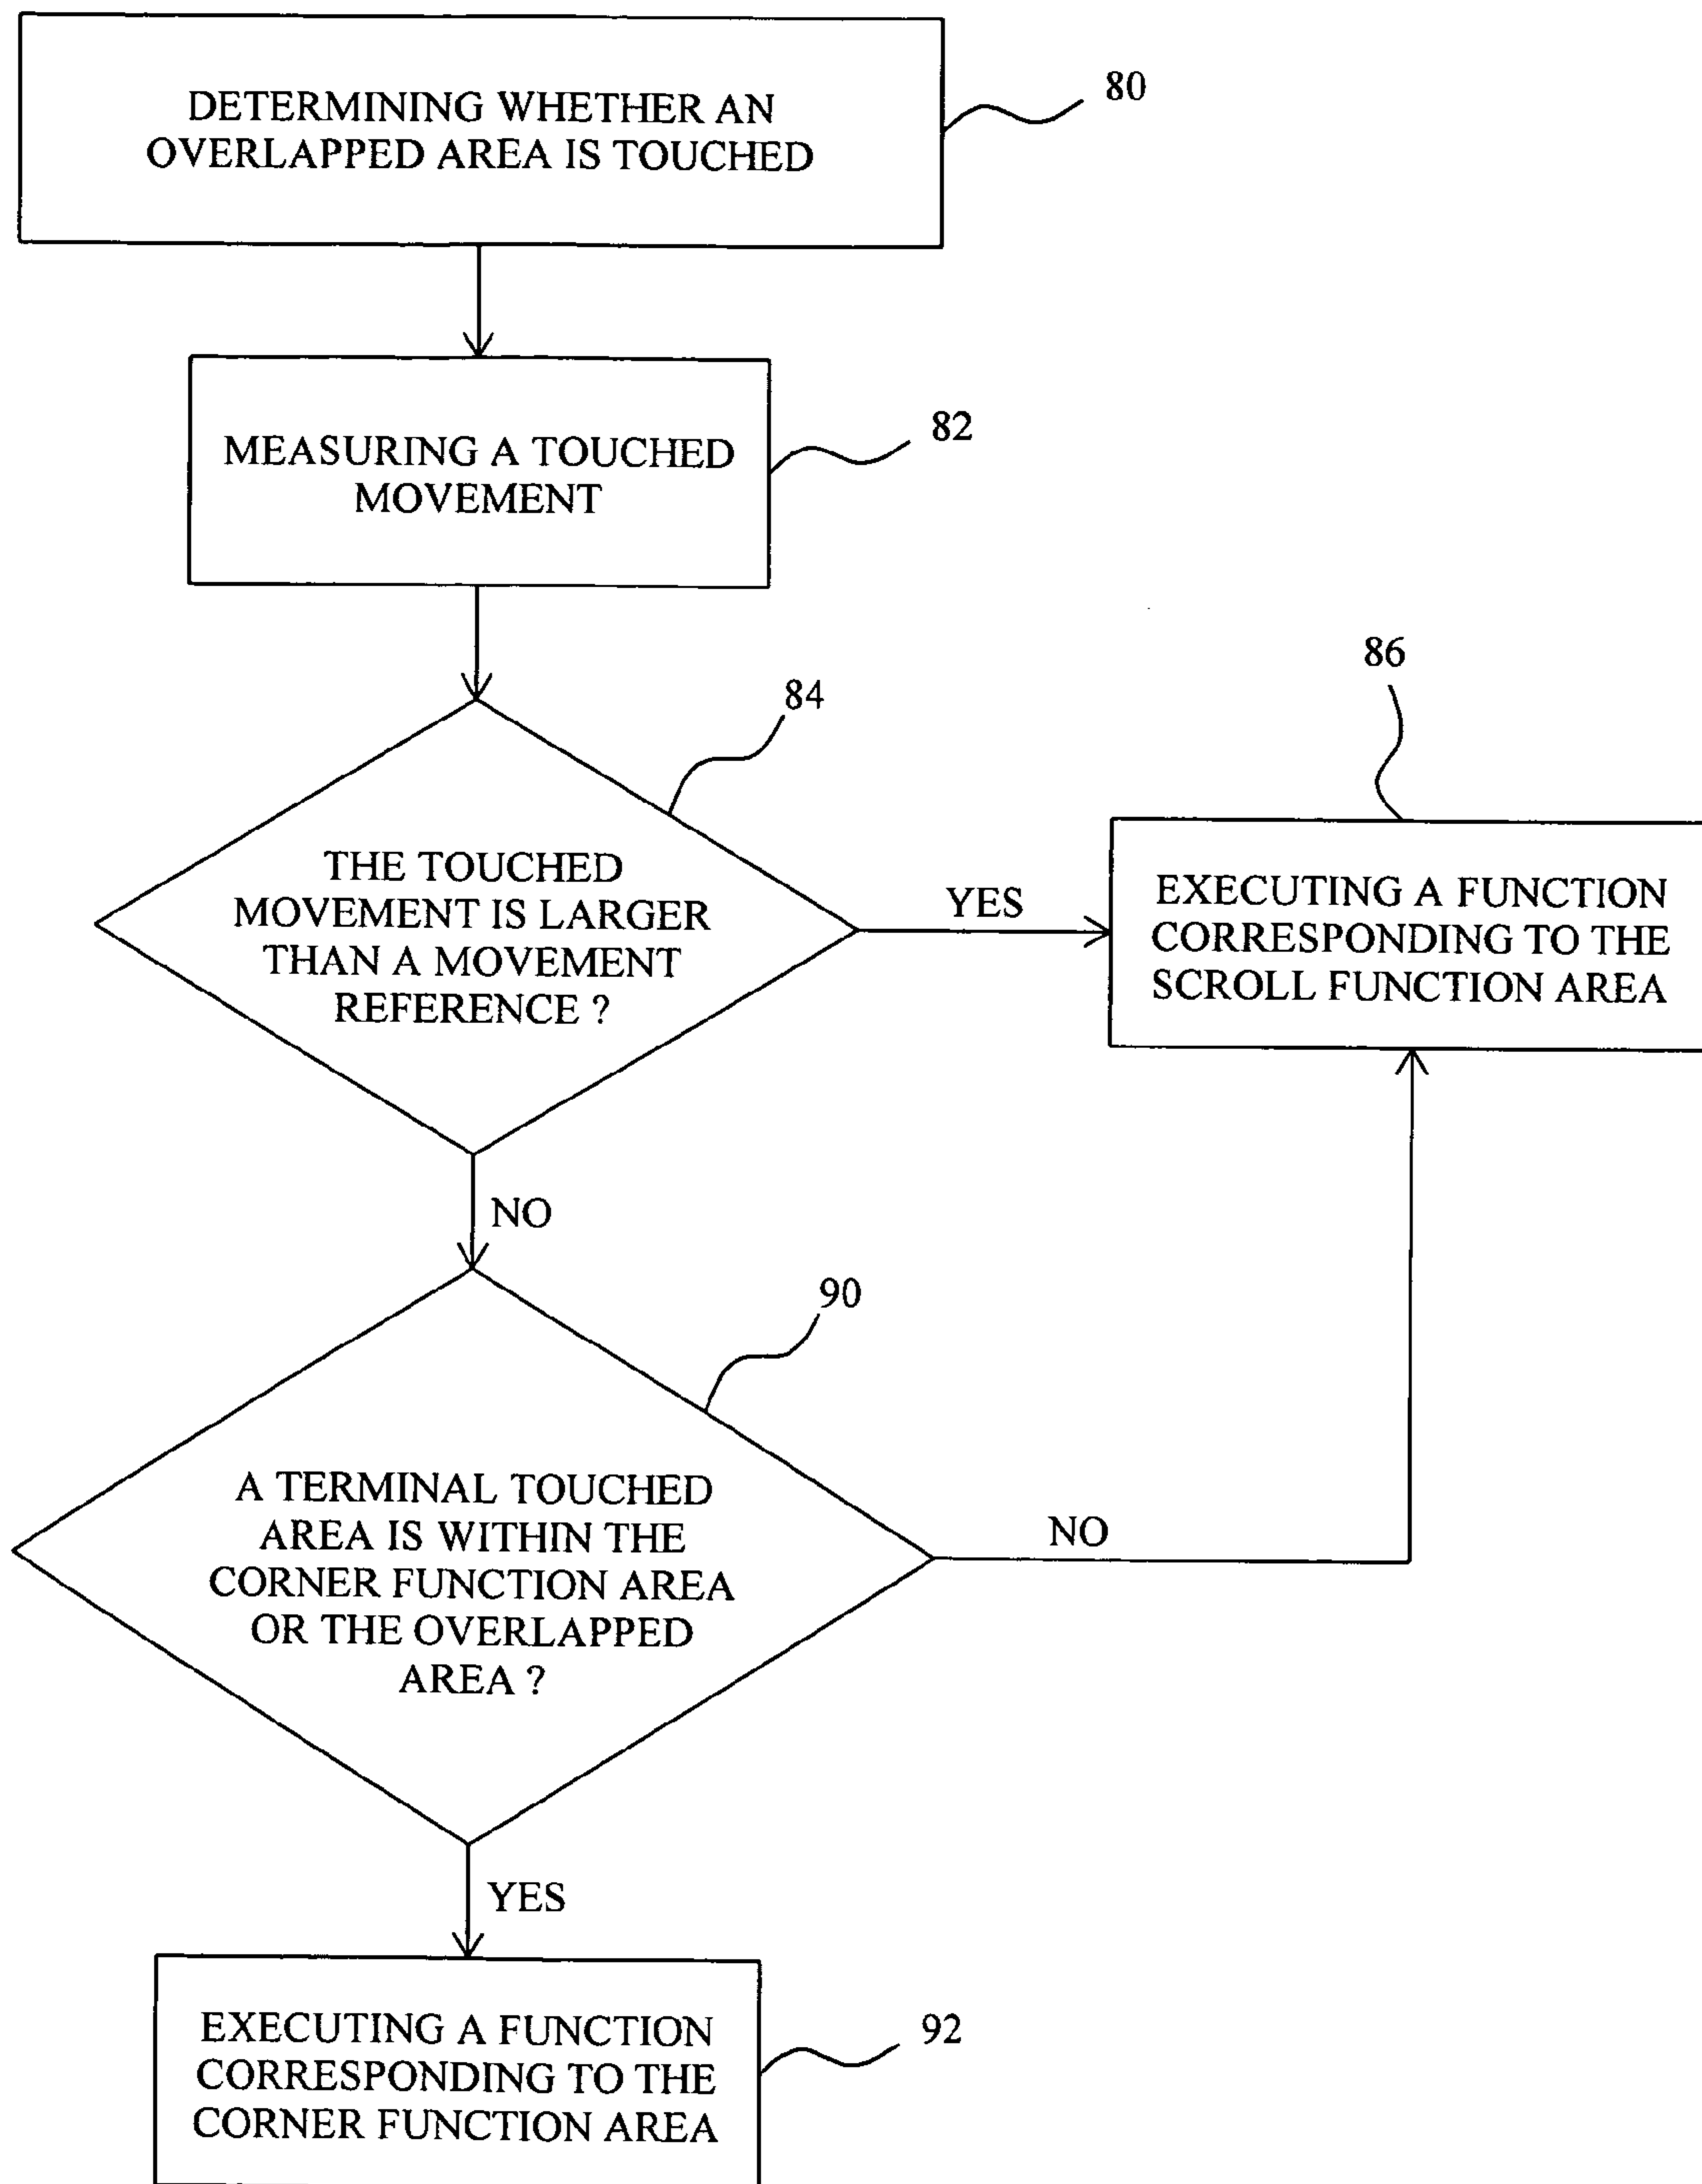 DETERMINING WHETHER AN
OVERLAPPED AREA IS TOUCHED
80
MEASURING A TOUCHED
MOVEMENT
82
84
THE TOUCHED
MOVEMENT IS LARGER
THAN A MOVEMENT
REFERENCE ?
YES
86
EXECUTING A FUNCTION
CORRESPONDING TO THE
SCROLL FUNCTION AREA
NO
90
A TERMINAL TOUCHED
AREA IS WITHIN THE
CORNER FUNCTION AREA
OR THE OVERLAPPED
AREA ?
NO
YES
EXECUTING A FUNCTION
CORRESPONDING TO THE
CORNER FUNCTION AREA
92